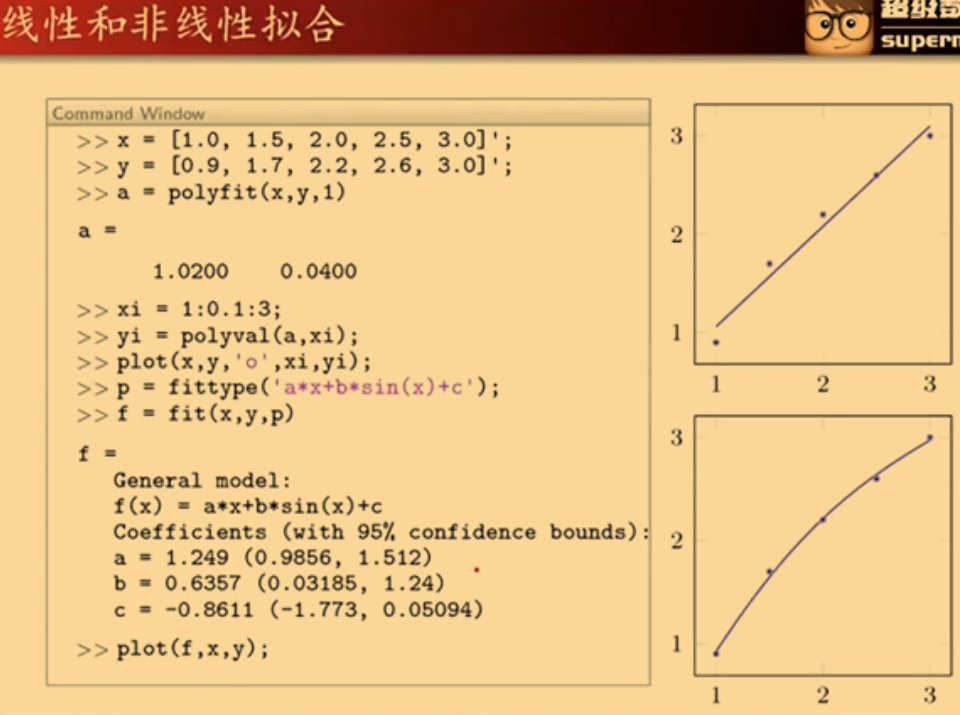 线性和非线性拟合
超级数
superm
Command Window
>> x = [1.0, 1.5, 2.0, 2.5, 3.0]';
>> y = [0.9, 1.7, 2.2, 2.6, 3.0]';
>> a = polyfit(x,y,1)
a =
1.0200 0.0400
>> xi = 1:0.1:3;
>> yi = polyval(a,xi);
>> plot(x,y,'o',xi,yi);
>> p = fittype('a*x+b*sin(x)+c');
>> f = fit(x,y,p)
f =
General model:
f(x) = a*x+b*sin(x)+c
Coefficients (with 95% confidence bounds):
a = 1.249 (0.9856, 1.512)
b = 0.6357 (0.03185, 1.24)
c = -0.8611 (-1.773, 0.05094)
>> plot(f,x,y);
3
2
1
1 2 3
3
2
1
1 2 3